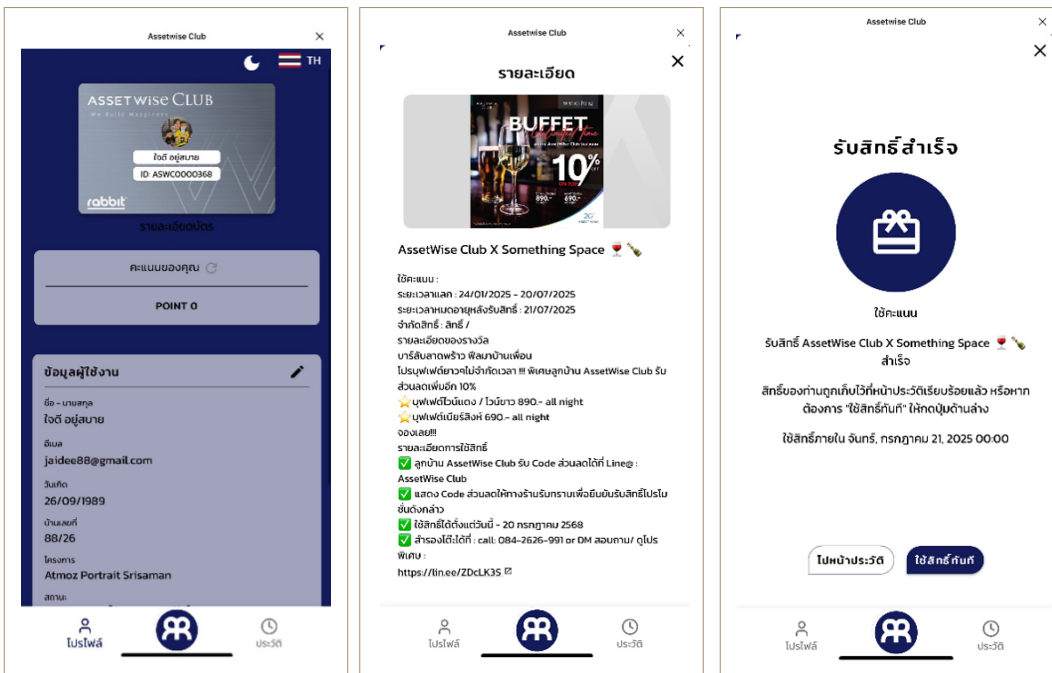 Assetwise Club
TH
ASSETWISE CLUB
We Build Happiness
ใจดี อยู่สบาย
ID: ASWC0000368
rabbit
รายละเอียดบัตร
คะแนนของคุณ
POINT 0
ข้อมูลผู้ใช้งาน
ชื่อ - นามสกุล
ใจดี อยู่สบาย
อีเมล
jaidee88@gmail.com
วันเกิด
26/09/1989
บ้านเลขที่
88/26
โครงการ
Atmoz Portrait Srisaman
สถานะ
โปรไฟล์
ประวัติ
Assetwise Club
รายละเอียด
BUFFET
Unlimited time
10%
890.-
690.-
AssetWise Club X Something Space 🍷 🍾
ใช้คะแนน :
ระยะเวลาแลก : 24/01/2025 - 20/07/2025
ระยะเวลาหมดอายุหลังรับสิทธิ์ : 21/07/2025
จำกัดสิทธิ์ : สิทธิ์ /
รายละเอียดของรางวัล
บาร์ลับลาดพร้าว ฟีลมาบ้านเพื่อน
โปรบุฟเฟต์ยาวๆไม่จำกัดเวลา !!! พิเศษลูกบ้าน AssetWise Club รับ
ส่วนลดเพิ่มอีก 10%
⭐บุฟเฟต์ไวน์แดง / ไวน์ขาว 890.- all night
⭐บุฟเฟต์เบียร์สิงห์ 690.- all night
จองเลย!!!
รายละเอียดการใช้สิทธิ์
✅ ลูกบ้าน AssetWise Club รับ Code ส่วนลดได้ที่ Line@ :
AssetWise Club
✅ แสดง Code ส่วนลดให้ทางร้านรับทราบเพื่อยืนยันรับสิทธิ์โปรโม
ชั่นดังกล่าว
✅ ใช้สิทธิ์ได้ตั้งแต่วันนี้ - 20 กรกฎาคม 2568
✅ สำรองโต๊ะได้ที่ : call: 084-2626-991 or DM สอบถาม/ ดูโปร
พิเศษ :
https://lin.ee/ZDcLK3S
โปรไฟล์
ประวัติ
Assetwise Club
รับสิทธิ์สำเร็จ
ใช้คะแนน
รับสิทธิ์ AssetWise Club X Something Space 🍷 🍾
สำเร็จ
สิทธิ์ของท่านถูกเก็บไว้ที่หน้าประวัติเรียบร้อยแล้ว หรือหาก
ต้องการ "ใช้สิทธิ์ทันที" ให้กดปุ่มด้านล่าง
ใช้สิทธิ์ภายใน จันทร์, กรกฎาคม 21, 2025 00:00
ไปหน้าประวัติ
ใช้สิทธิ์ทันที
โปรไฟล์
ประวัติ